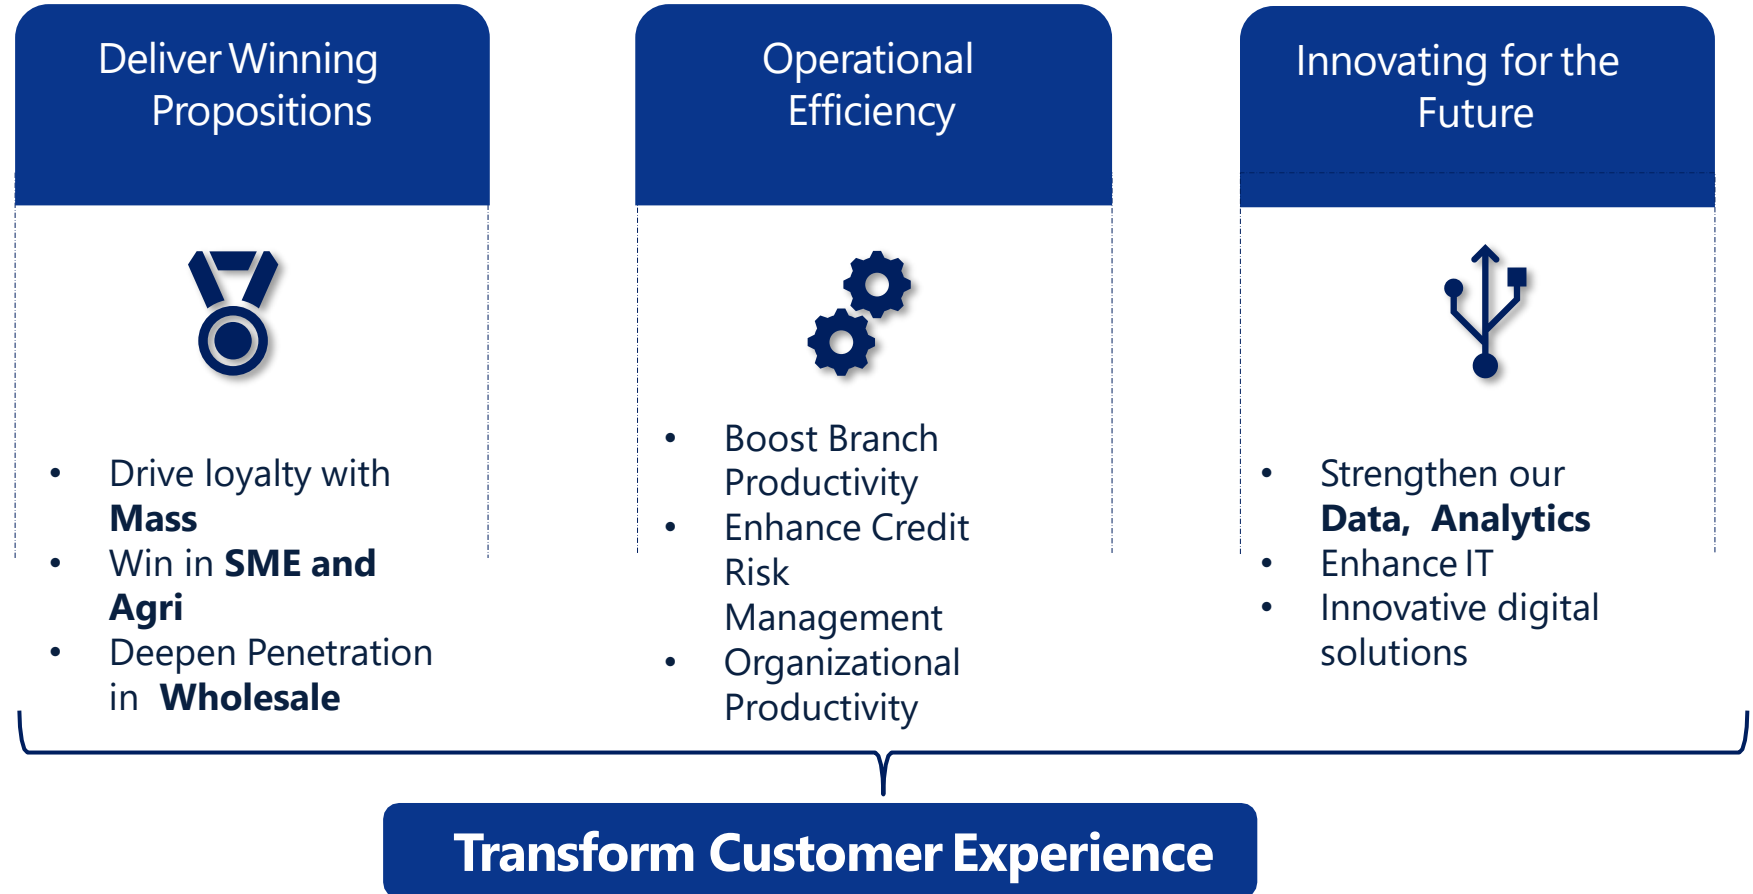 Deliver Winning
Propositions
• Drive loyalty with
Mass
• Win in SME and
Agri
• Deepen Penetration
in Wholesale
Operational
Efficiency
• Boost Branch
Productivity
• Enhance Credit
Risk
Management
• Organizational
Productivity
Innovating for the
Future
• Strengthen our
Data, Analytics
• Enhance IT
• Innovative digital
solutions
Transform Customer Experience